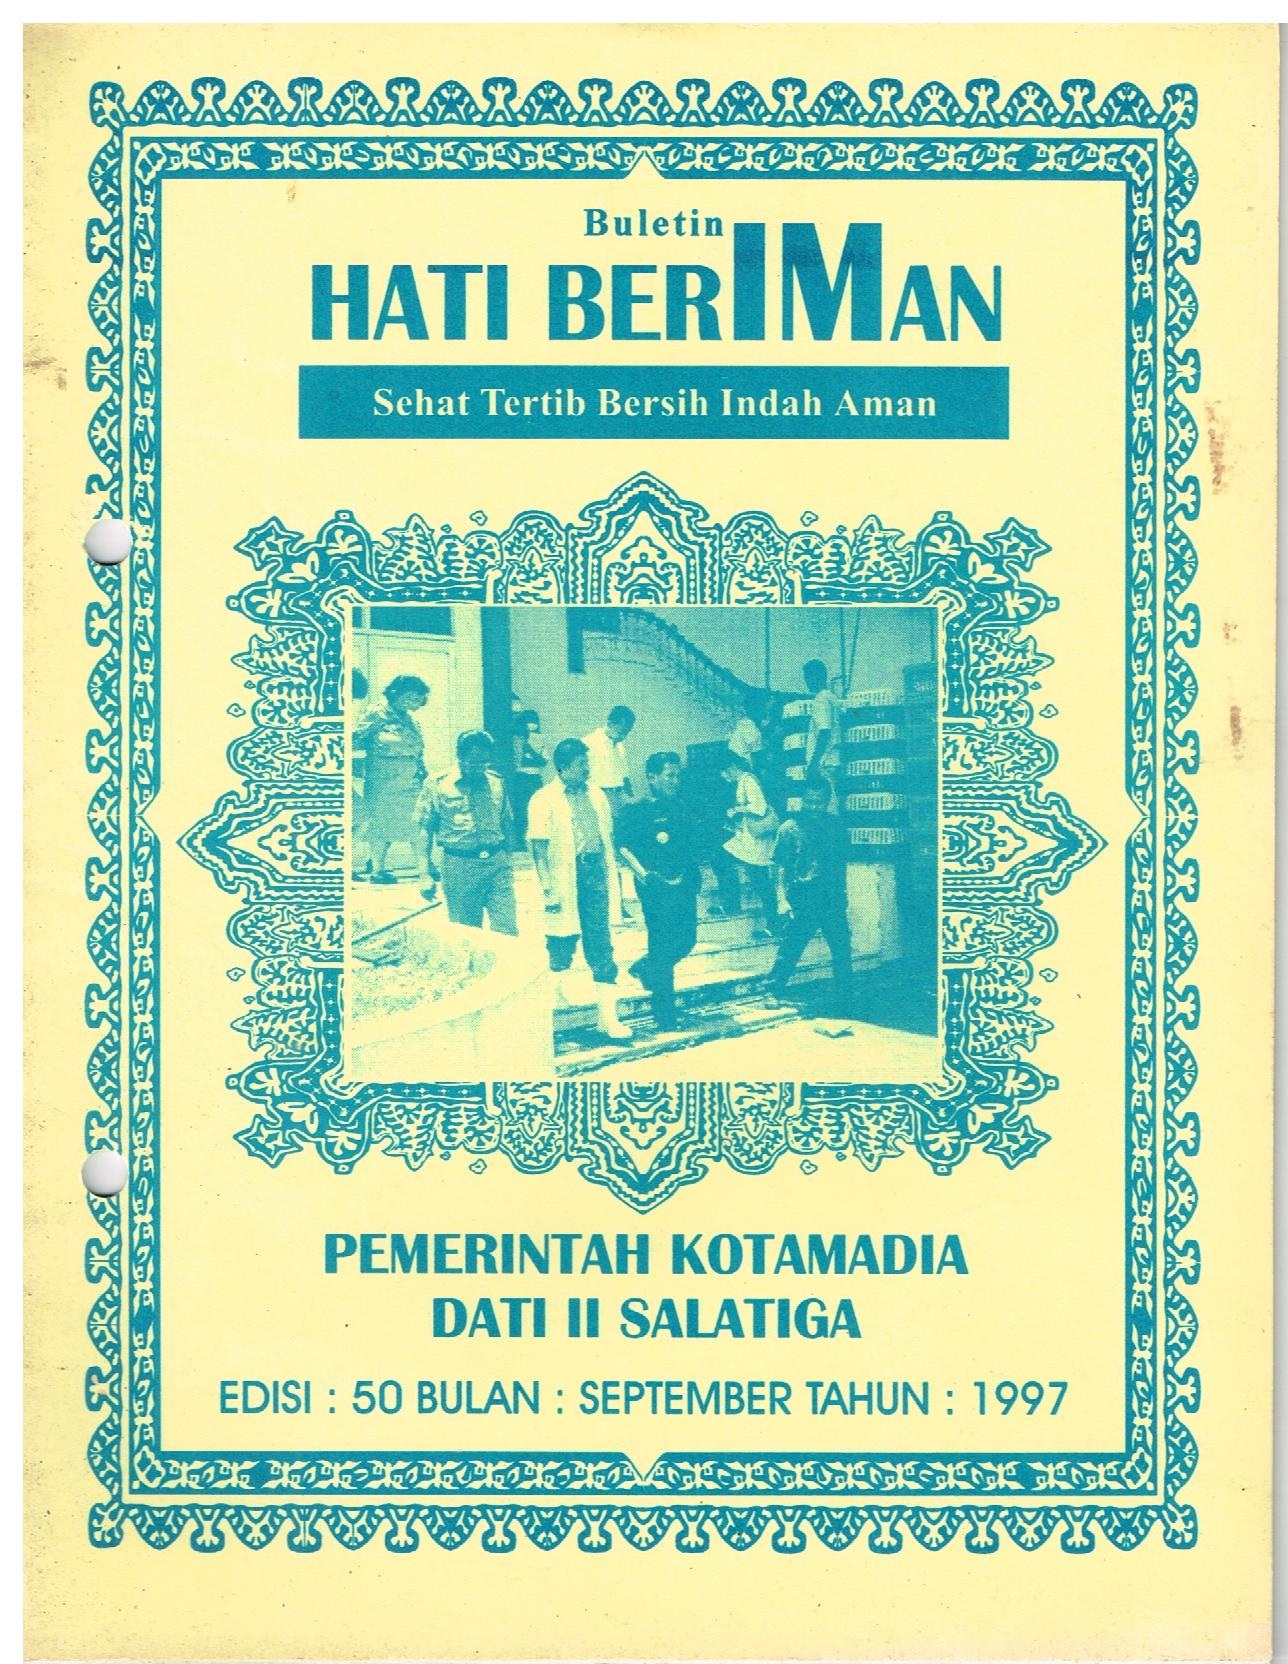 Buletin
HATI BERIMAN
Sehat Tertib Bersih Indah Aman
PEMERINTAH KOTAMADIA
DATI II SALATIGA
EDISI : 50 BULAN : SEPTEMBER TAHUN : 1997